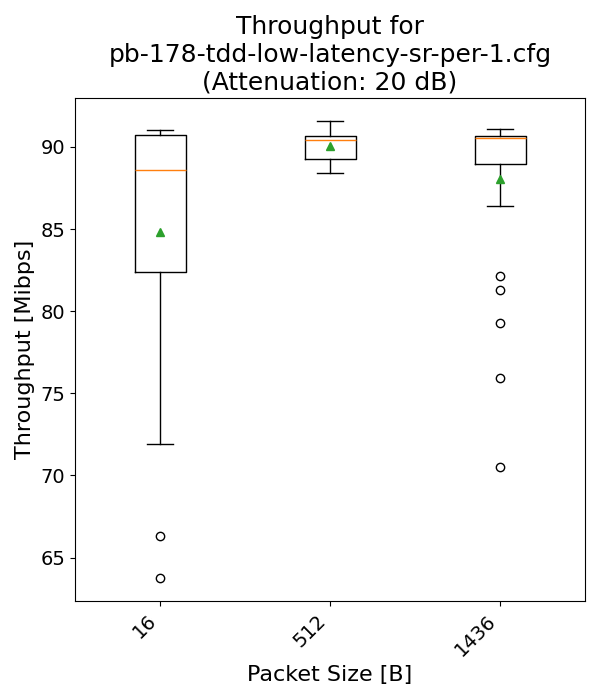 Throughput for
pb-178-tdd-low-latency-sr-per-1.cfg
(Attenuation: 20 dB)
Throughput [Mibps]
90
85
80
75
70
65
16
512
1436
Packet Size [B]